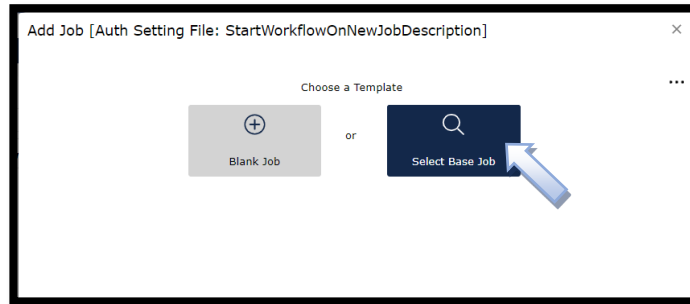 Add Job [Auth Setting File: StartWorkflowOnNewJobDescription]
Choose a Template
Blank Job
or
Select Base Job